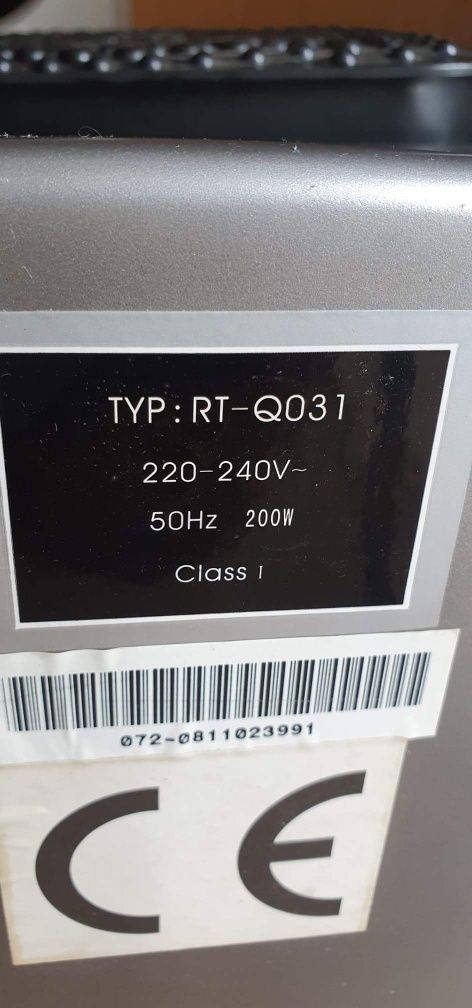 TYP: RT-Q031
220-240V~
50Hz 200W
Class I
072-0811023991
CE